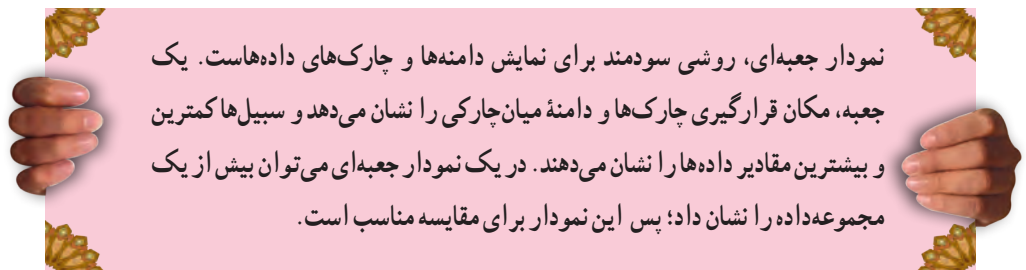 نمودار جعبه‌ای، روشی سودمند برای نمایش دامنه‌ها و چارک‌های داده‌هاست. یک
جعبه، مکان قرارگیری چارک‌ها و دامنهٔ میان‌چارکی را نشان می‌دهد و سبیل‌ها کمترین
و بیشترین مقادیر داده‌ها را نشان می‌دهند. در یک نمودار جعبه‌ای می‌توان بیش از یک
مجموعه‌داده را نشان داد؛ پس این نمودار برای مقایسه مناسب است.